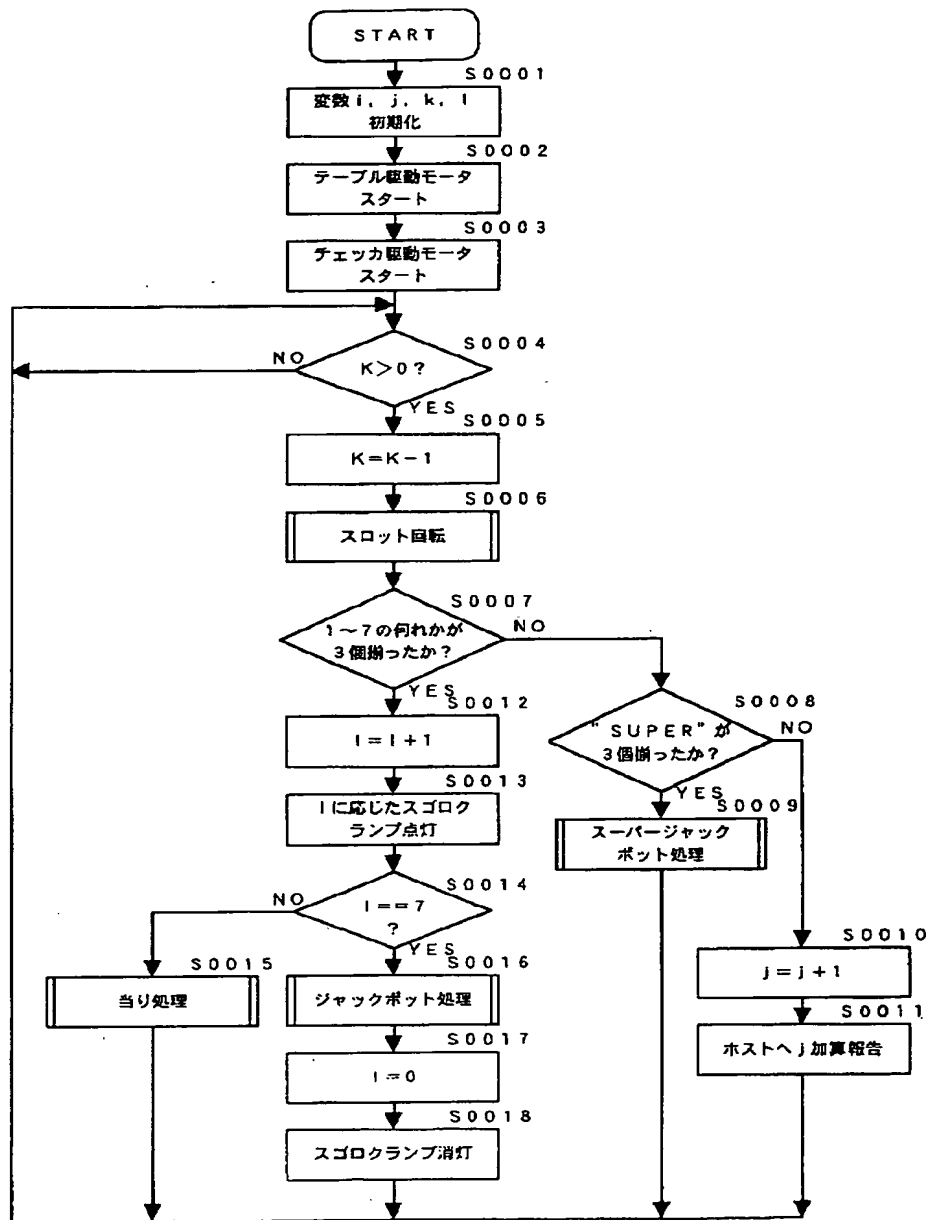 START
S0001
変数i, j, k, l
初期化
S0002
テーブル駆動モータ
スタート
S0003
チェッカ駆動モータ
スタート
S0004
NO
K>0?
YES
S0005
K=K-1
S0006
スロット回転
S0007
NO
1~7の何れかが
3個揃ったか?
YES
S0012
l=l+1
S0008
NO
"SUPER"が
3個揃ったか?
YES
S0009
スーパージャック
ポット処理
S0013
lに応じたスゴロク
ランプ点灯
S0014
NO
l==7
?
YES
S0010
j=j+1
S0015
当り処理
S0016
ジャックポット処理
S0011
ホストへj加算報告
S0017
l=0
S0018
スゴロクランプ消灯